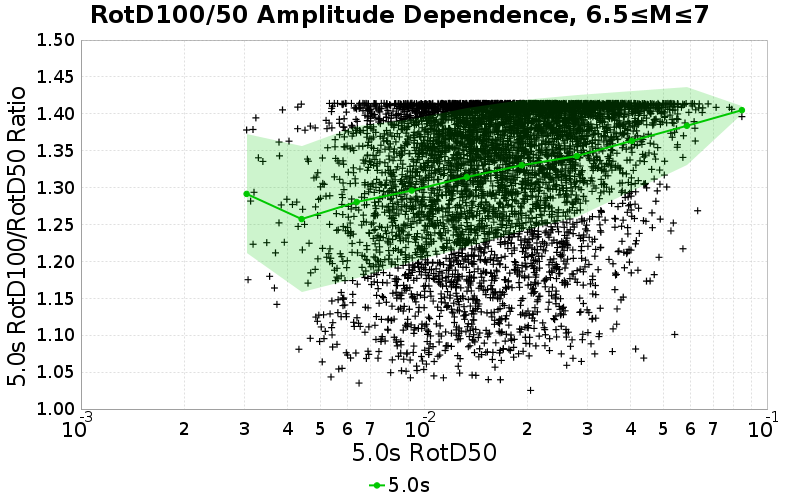 RotD100/50 Amplitude Dependence, 6.5≤M≤7
5.0s RotD100/RotD50 Ratio
1.50
1.45
1.40
1.35
1.30
1.25
1.20
1.15
1.10
1.05
1.00
10^-3 2 3 4 5 6 7 10^-2 2 3 4 5 6 7 10^-1
5.0s RotD50
5.0s